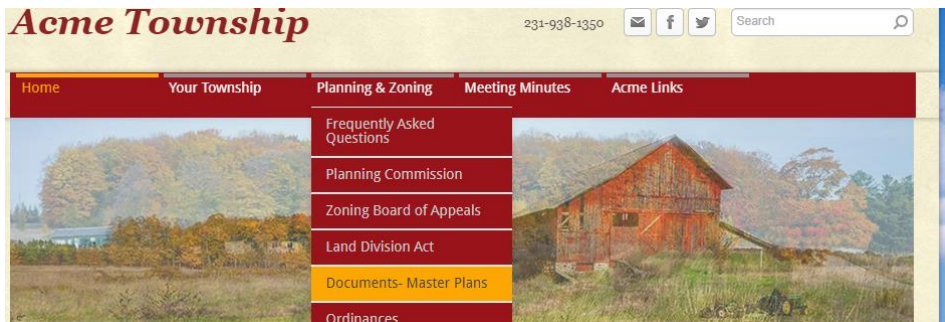 Acme Township
231-938-1350
Search
Home
Your Township
Planning & Zoning
Meeting Minutes
Acme Links
Frequently Asked
Questions
Planning Commission
Zoning Board of Appeals
Land Division Act
Documents- Master Plans
Ordinances